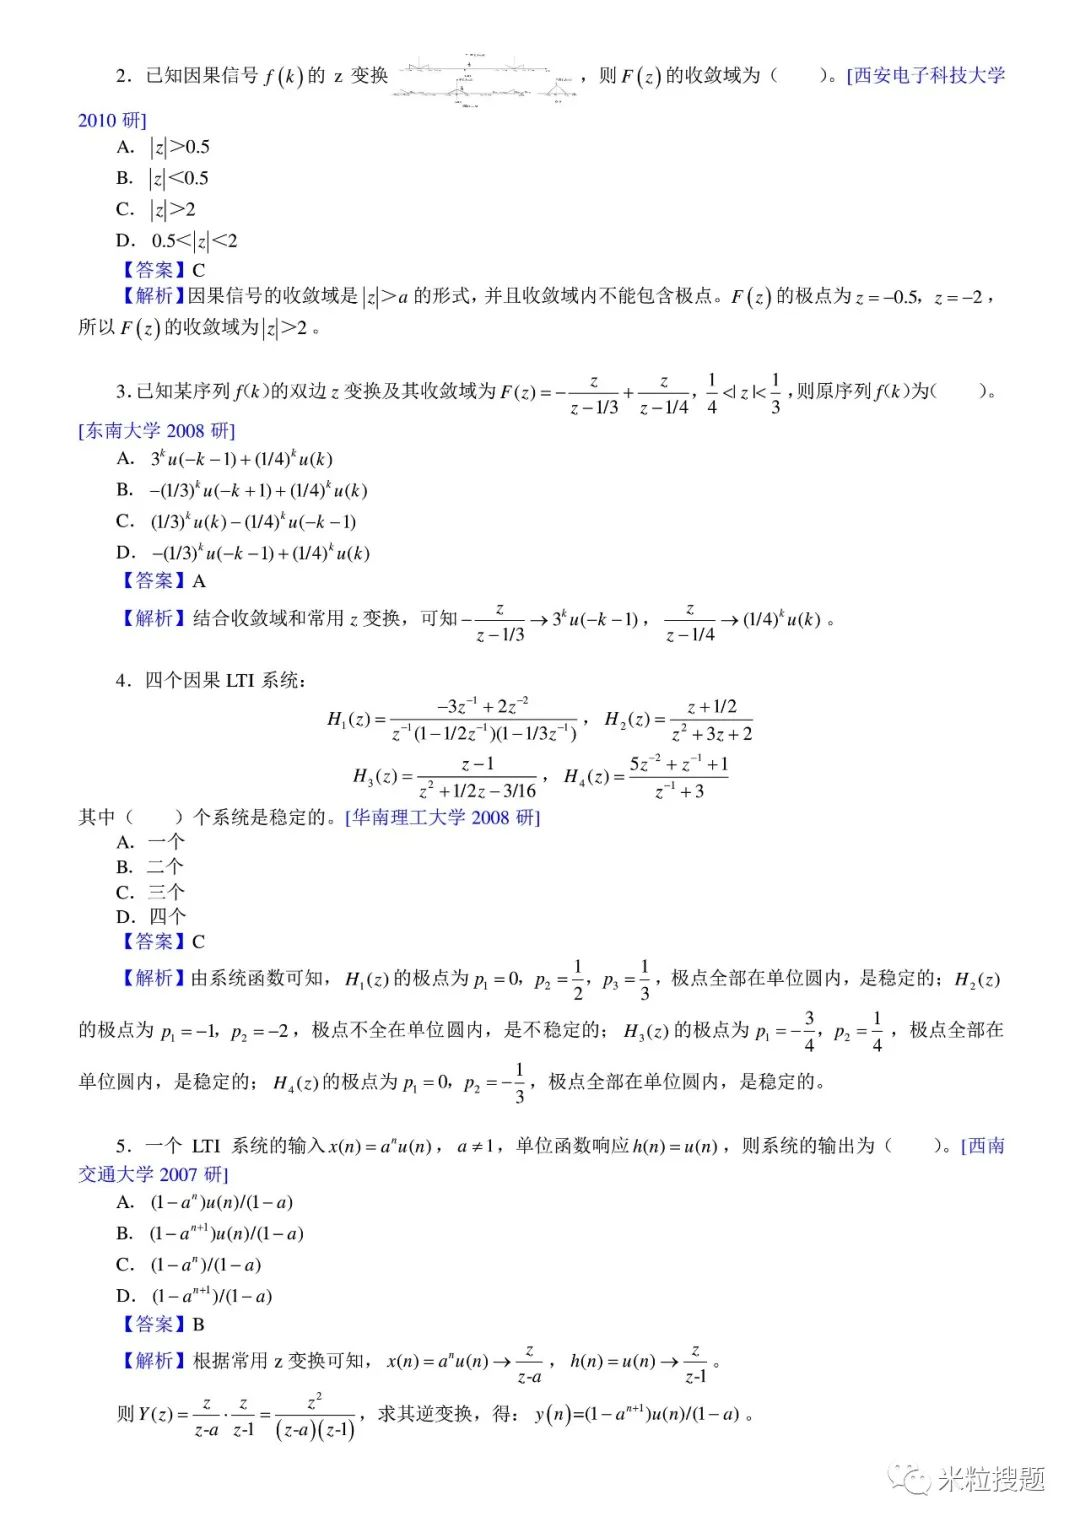 2．已知因果信号 f(k) 的 z 变换 ，则 F(z) 的收敛域为（　　）。[西安电子科技大学
2010 研]
A．|z|＞0.5
B．|z|＜0.5
C．|z|＞2
D．0.5＜|z|＜2
【答案】C
【解析】因果信号的收敛域是|z|＞a 的形式，并且收敛域内不能包含极点。F(z) 的极点为 z = −0.5，z = −2，
所以 F(z) 的收敛域为|z|＞2 。
3.已知某序列 f(k)的双边 z 变换及其收敛域为 F(z) = − z/(z − 1/3) + z/(z − 1/4)，1/4 <| z |< 1/3 ,则原序列 f(k)为(　　)。
[东南大学 2008 研]
A．3^k u(−k − 1) + (1/4)^k u(k)
B．−(1/3)^k u(−k + 1) + (1/4)^k u(k)
C．(1/3)^k u(k) − (1/4)^k u(−k − 1)
D．−(1/3)^k u(−k − 1) + (1/4)^k u(k)
【答案】A
【解析】结合收敛域和常用 z 变换，可知 − z/(z − 1/3) → 3^k u(−k − 1)，z/(z − 1/4) → (1/4)^k u(k) 。
4．四个因果 LTI 系统：
H₁(z) = (−3z⁻¹ + 2z⁻²)/(z⁻¹(1 − 1/2z⁻¹)(1 − 1/3z⁻¹))，H₂(z) = (z + 1/2)/(z² + 3z + 2)
H₃(z) = (z − 1)/(z² + 1/2z − 3/16)，H₄(z) = (5z⁻² + z⁻¹ + 1)/(z⁻¹ + 3)
其中（　　）个系统是稳定的。[华南理工大学 2008 研]
A．一个
B．二个
C．三个
D．四个
【答案】C
【解析】由系统函数可知，H₁(z) 的极点为 p₁ = 0，p₂ = 1/2，p₃ = 1/3，极点全部在单位圆内，是稳定的；H₂(z)
的极点为 p₁ = −1，p₂ = −2，极点不全在单位圆内，是不稳定的；H₃(z) 的极点为 p₁ = −3/4，p₂ = 1/4，极点全部在
单位圆内，是稳定的；H₄(z) 的极点为 p₁ = 0，p₂ = −1/3，极点全部在单位圆内，是稳定的。
5．一个 LTI 系统的输入 x(n) = aⁿu(n)，a ≠ 1，单位函数响应 h(n) = u(n)，则系统的输出为（　　）。[西南
交通大学 2007 研]
A．(1 − aⁿ)u(n)/(1 − a)
B．(1 − aⁿ⁺¹)u(n)/(1 − a)
C．(1 − aⁿ)/(1 − a)
D．(1 − aⁿ⁺¹)/(1 − a)
【答案】B
【解析】根据常用 z 变换可知，x(n) = aⁿu(n) → z/(z-a)，h(n) = u(n) → z/(z-1) 。
则 Y(z) = z/(z-a) · z/(z-1) = z²/((z-a)(z-1))，求其逆变换，得：y(n)=(1 − aⁿ⁺¹)u(n)/(1 − a) 。
米粒搜题